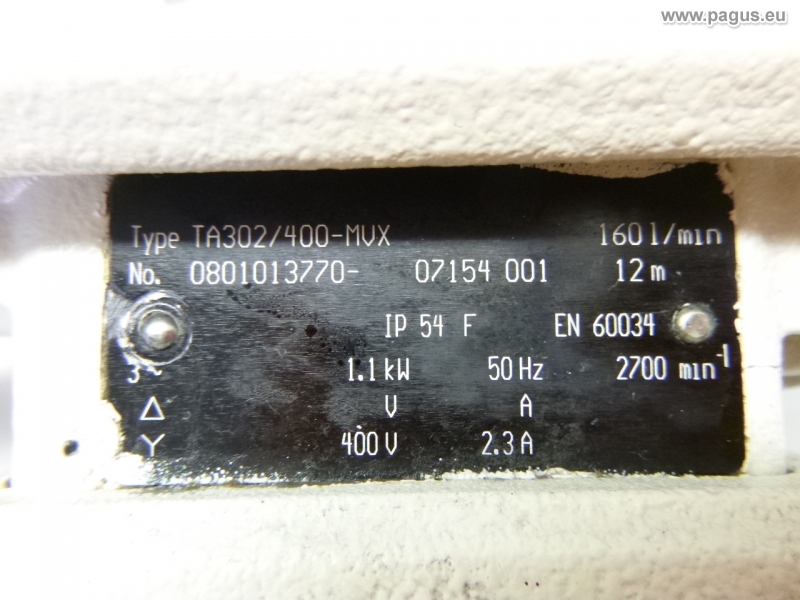 www.pagus.eu
Type TA302/400-MVX 160 l/min
No. 0801013770- 07154 001 12 m
IP 54 F EN 60034
3~ 1.1 kW 50 Hz 2700 min-1
△ V A
Y 400 V 2.3 A